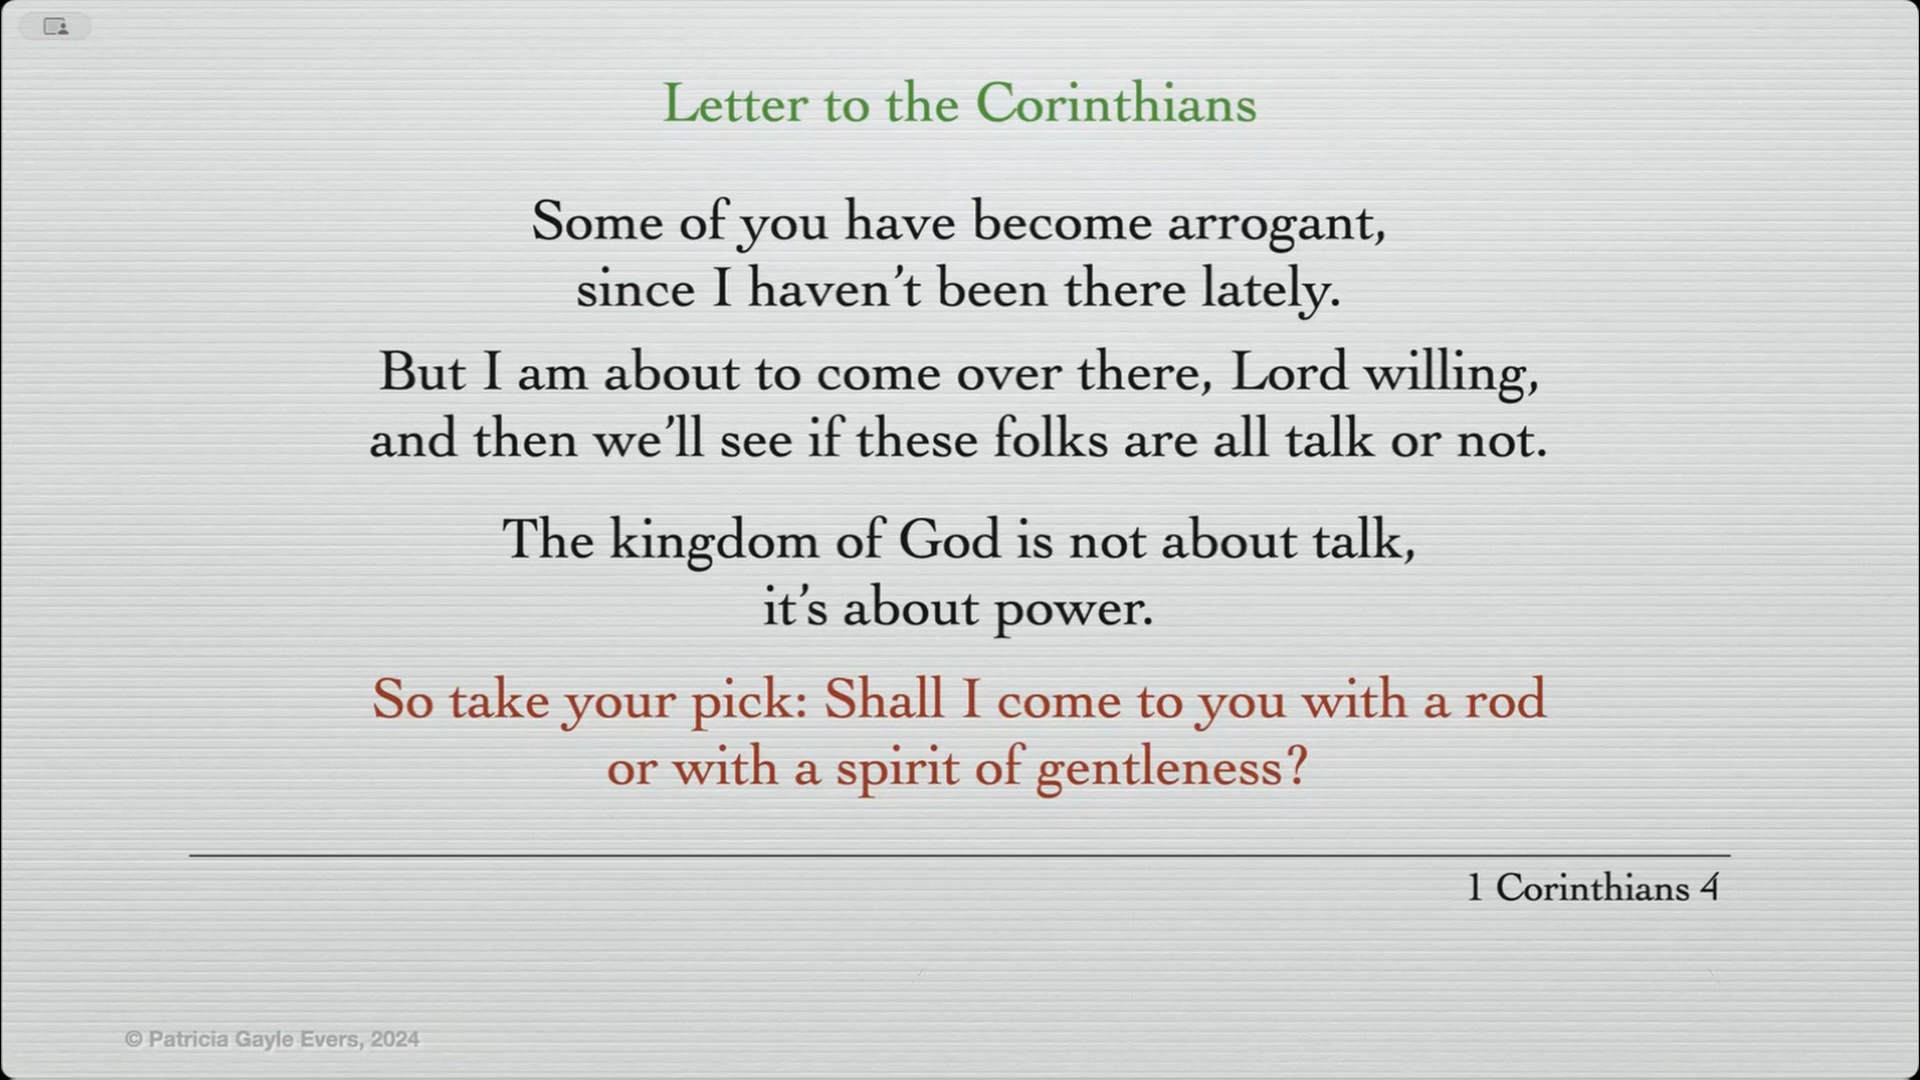 Letter to the Corinthians
Some of you have become arrogant,
since I haven’t been there lately.
But I am about to come over there, Lord willing,
and then we’ll see if these folks are all talk or not.
The kingdom of God is not about talk,
it’s about power.
So take your pick: Shall I come to you with a rod
or with a spirit of gentleness?
1 Corinthians 4
© Patricia Gayle Evers, 2024